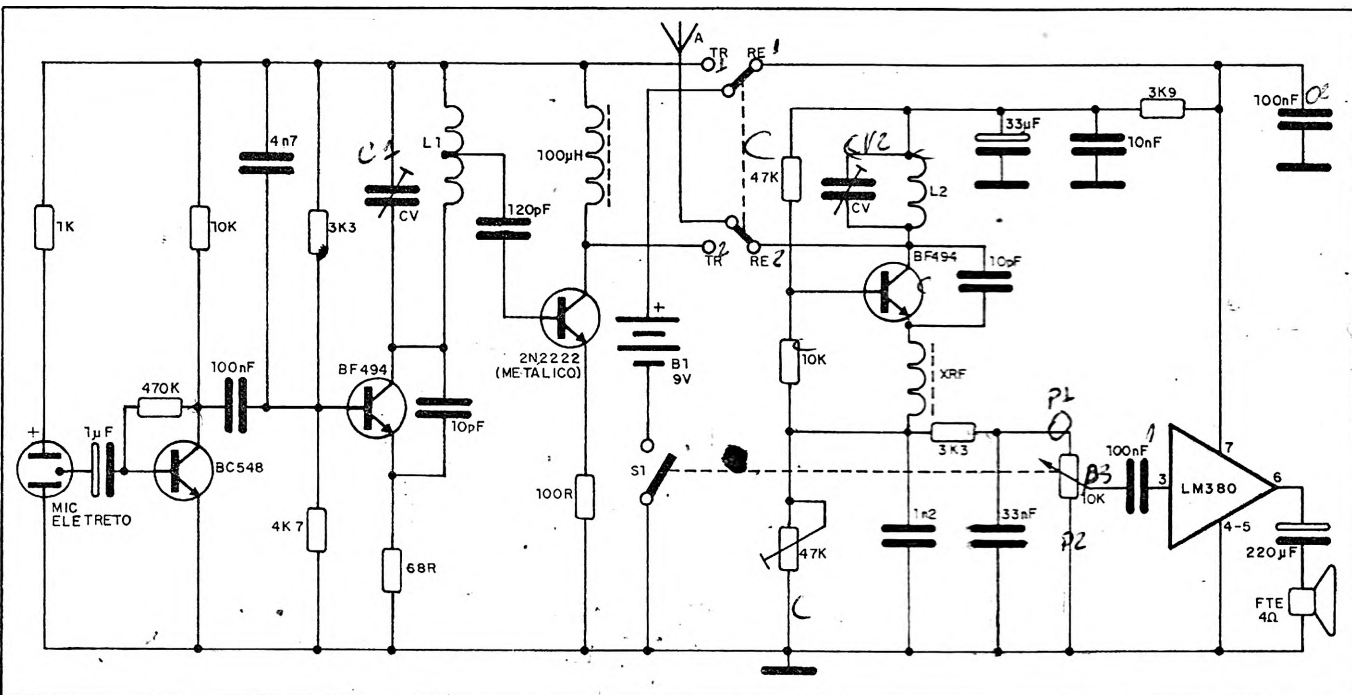 A
TR
1
RE
1
3K9
100nF
C2
4n7
L1
100µH
C1
CV
120pF
1K
10K
3K3
47K
CV2
CV
L2
33µF
10nF
TR
2
RE
2
BF494
10pF
C
C
+
B1
9V
2N2222
(METALICO)
BF494
10pF
100nF
470K
1µF
+
BC548
MIC
ELETRETO
4K7
68R
100R
S1
10K
XRF
3K3
P1
10K
P2
100nF
1
3
LM380
7
6
4-5
220µF
FTE
4Ω
47K
C
1n2
33nF